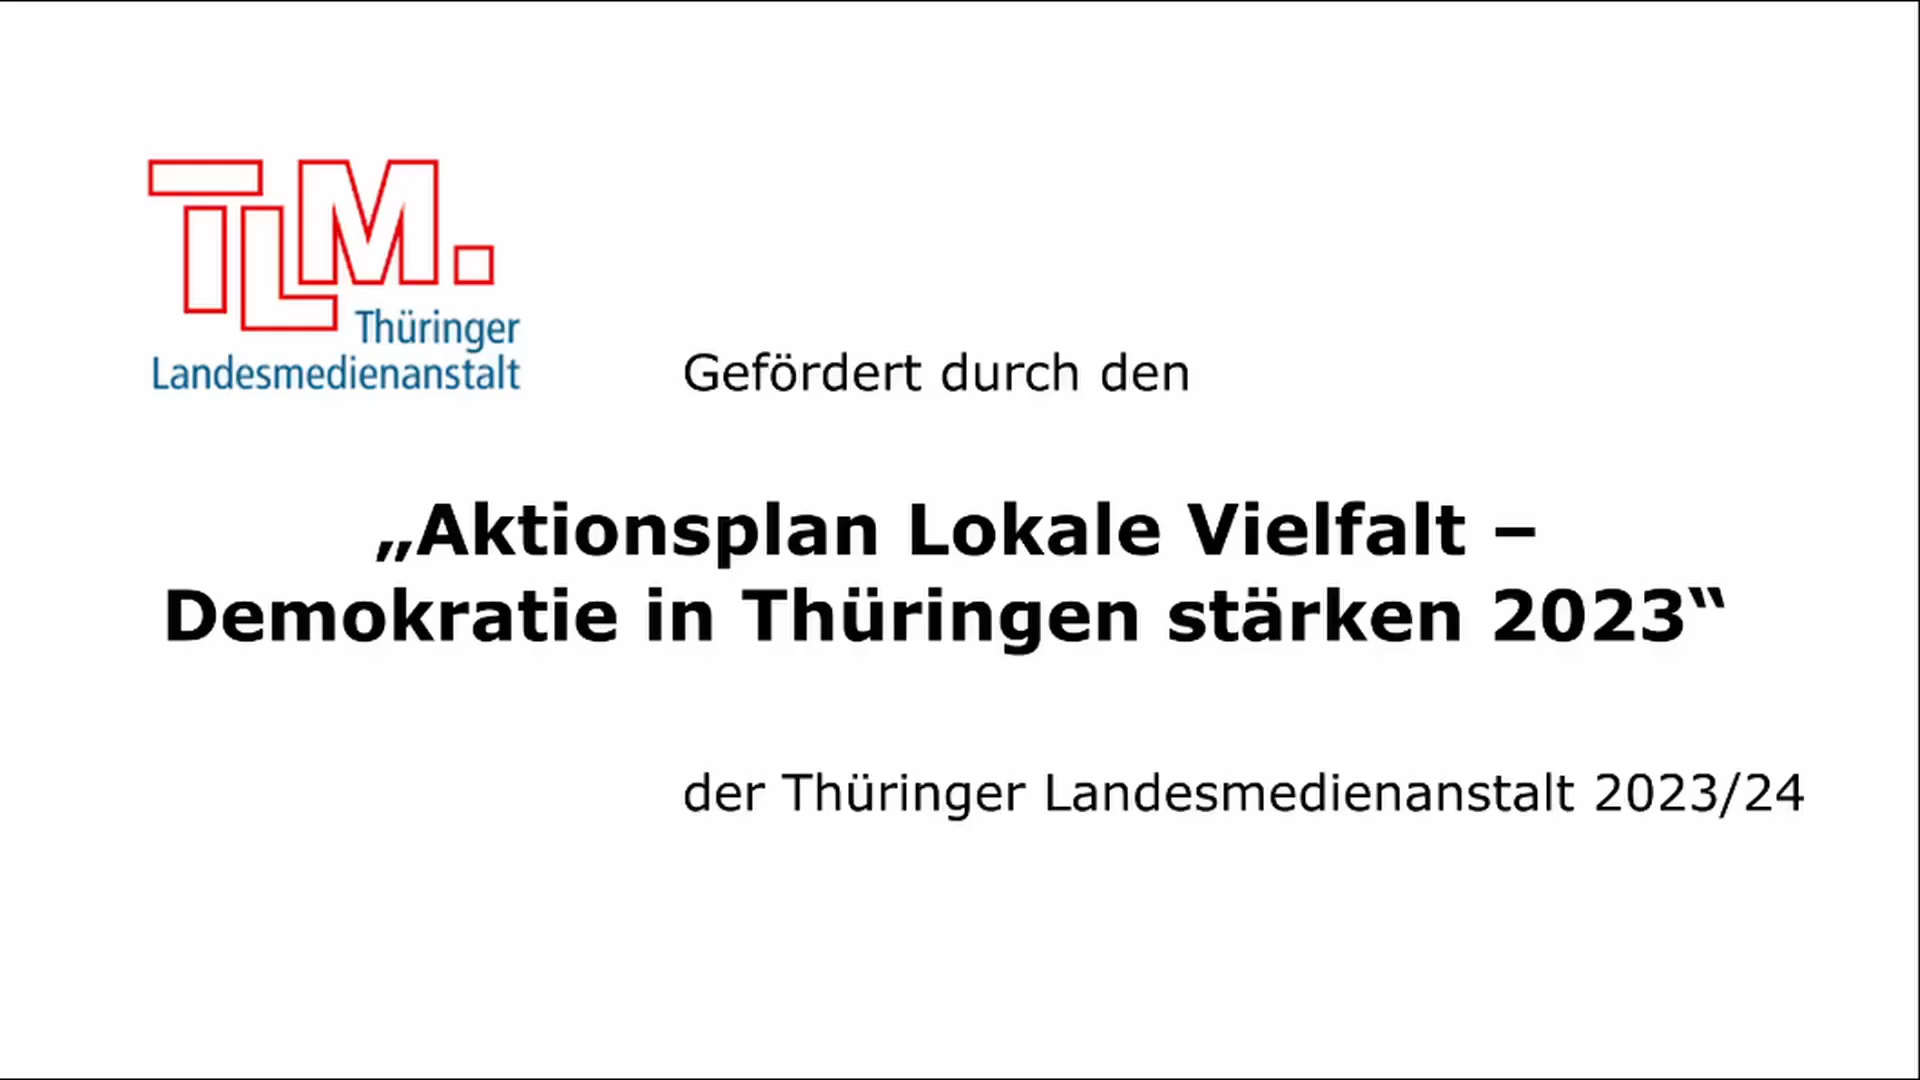 TLM.
Thüringer
Landesmedienanstalt
Gefördert durch den
„Aktionsplan Lokale Vielfalt –
Demokratie in Thüringen stärken 2023“
der Thüringer Landesmedienanstalt 2023/24